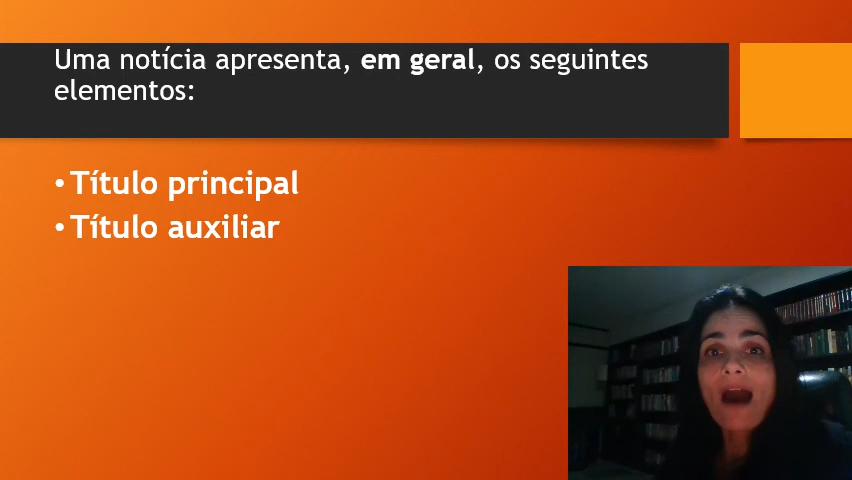 Uma notícia apresenta, em geral, os seguintes
elementos:
• Título principal
• Título auxiliar